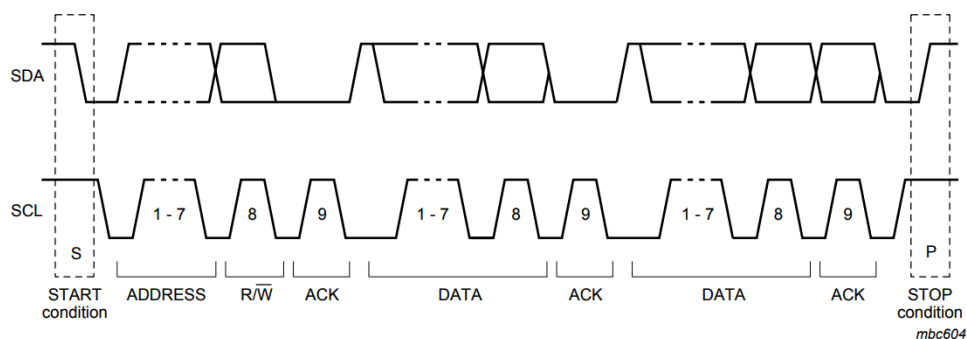 SDA
SCL
1 - 7 8 9 1 - 7 8 9 1 - 7 8 9
S P
START condition ADDRESS R/W̅ ACK DATA ACK DATA ACK STOP condition
mbc604